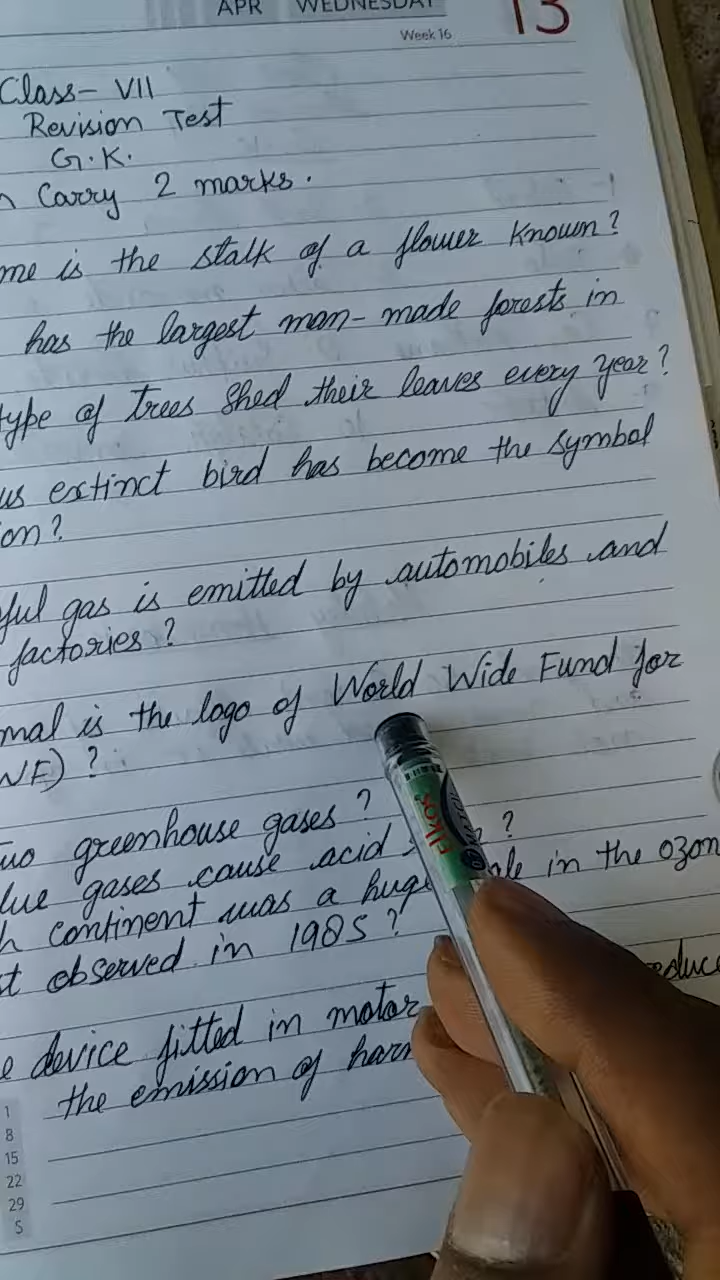 APR WEDNESDAY 13
Week 16
Class- VII
Revision Test
G.K.
Carry 2 marks.
me is the stalk of a flower known?
has the largest man-made forests in
type of trees shed their leaves every year?
us extinct bird has become the symbol
on?
ful gas is emitted by automobiles and
factories?
mal is the logo of World Wide Fund for
WF) ?
greenhouse gases?
gases cause acid ?
h continent was a huge in the ozon
st observed in 1985?
educe
e device fitted in motor
the emission of harm
1
8
15
22
29
S
elkos